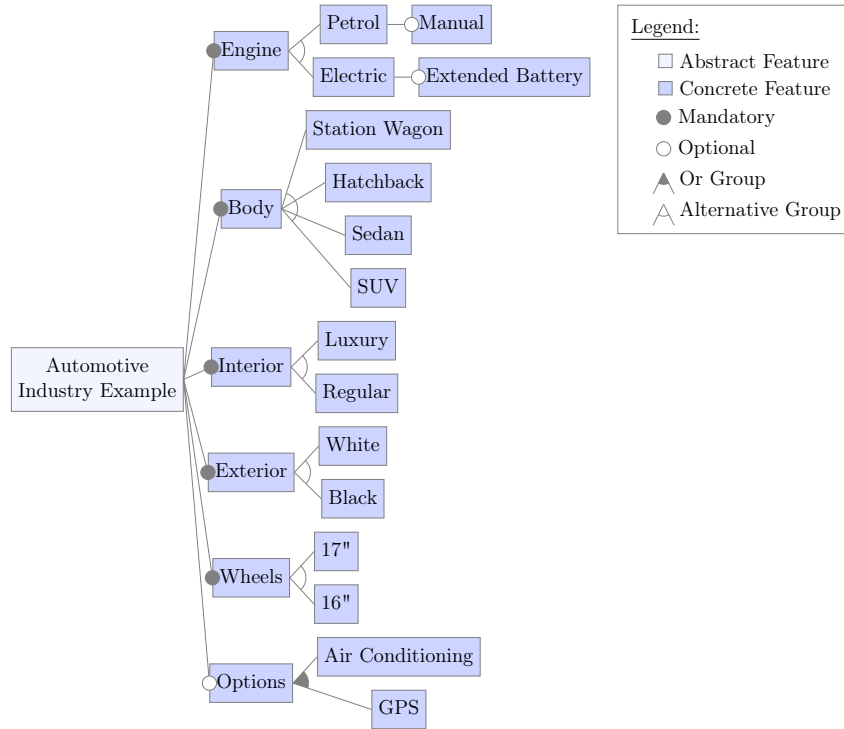 Petrol
Manual
Engine
Electric
Extended Battery
Station Wagon
Hatchback
Body
Sedan
SUV
Automotive
Industry Example
Luxury
Interior
Regular
White
Exterior
Black
17"
Wheels
16"
Air Conditioning
Options
GPS
Legend:
Abstract Feature
Concrete Feature
Mandatory
Optional
Or Group
Alternative Group